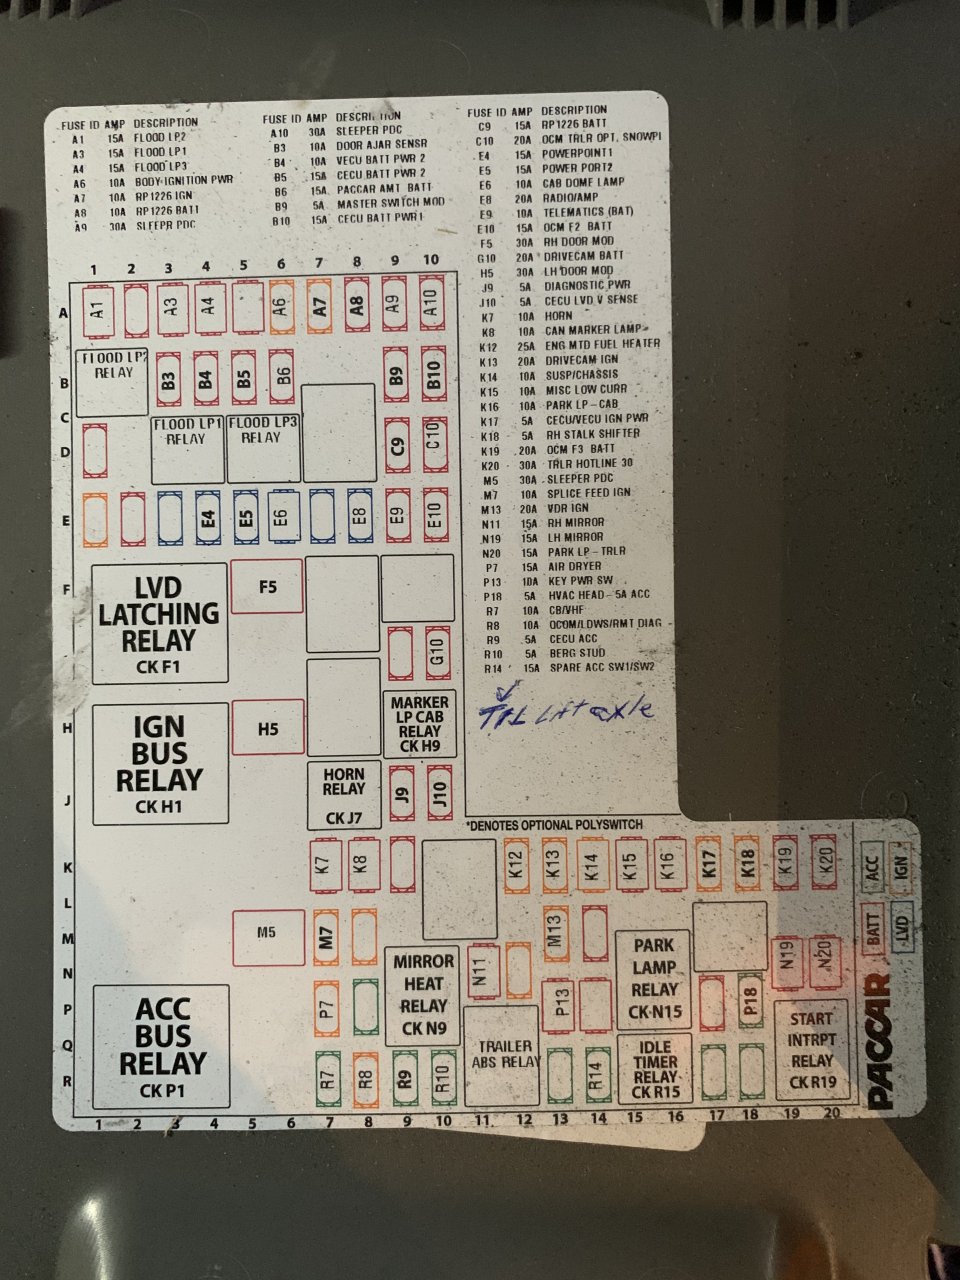 FUSE ID AMP DESCRIPTION
A1 15A FLOOD LP2
A3 15A FLOOD LP1
A4 15A FLOOD LP3
A6 10A BODY IGNITION PWR
A7 10A RP1226 IGN
A8 10A RP1226 BATT
A9 30A SLEEPR PDC
FUSE ID AMP
A10 30A SLEEPER PDC
B3 10A DOOR AJAR SENSR
B4 10A VECU BATT PWR 2
B5 15A CECU BATT PWR 2
B6 15A PACCAR AMT BATT
B9 5A MASTER SWITCH MOD
B10 15A CECU BATT PWR1
FUSE ID AMP DESCRIPTION
C9 15A RP1226 BATT
C10 20A OCM TRLR OPT, SNOWPL
E4 15A POWERPOINT1
E5 15A POWER PORT2
E6 10A CAB DOME LAMP
E8 20A RADIO/AMP
E9 10A TELEMATICS (BAT)
E10 15A OCM F2 BATT
F5 30A RH DOOR MOD
G10 20A DRIVECAM BATT
H5 30A LH DOOR MOD
J9 5A DIAGNOSTIC PWR
J10 5A CECU LVD V SENSE
K7 10A HORN
K8 10A CAN MARKER LAMP
K12 25A ENG MTD FUEL HEATER
K13 20A DRIVECAM IGN
K14 10A SUSP/CHASSIS
K15 10A MISC LOW CURR
K16 10A PARK LP-CAB
K17 5A CECU/VECU IGN PWR
K18 5A RH STALK SHIFTER
K19 20A OCM F3 BATT
K20 30A TRLR HOTLINE 30
M5 30A SLEEPER PDC
M7 10A SPLICE FEED IGN
M13 20A VDR IGN
N11 15A RH MIRROR
N19 15A LH MIRROR
N20 15A PARK LP-TRLR
P7 15A AIR DRYER
P13 10A KEY PWR SW
P18 5A HVAC HEAD-5A ACC
R7 10A CB/VHF
R8 10A QCOM/LDWS/RMT DIAG
R9 5A CECU ACC
R10 5A BERG STUD
R14 15A SPARE ACC SW1/SW2
Lift axle
1 2 3 4 5 6 7 8 9 10
A A1 A3 A4 A6 A7 A8 A9 A10
FLOOD LP2
RELAY
B B3 B4 B5 B6 B9 B10
C
FLOOD LP1
RELAY
FLOOD LP3
RELAY
D C9 C10
E E4 E5 E6 E8 E9 E10
F
LVD
LATCHING
RELAY
CK F1
F5
G10
H
IGN
BUS
RELAY
CK H1
H5
MARKER
LP CAB
RELAY
CK H9
J
HORN
RELAY
CK J7
J9 J10
*DENOTES OPTIONAL POLYSWITCH
K K7 K8 K12 K13 K14 K15 K16 K17 K18 K19 K20
ACC IGN
L
M M5 M7 M13
BATT LVD
N
MIRROR
HEAT
RELAY
CK N9
N11
PARK
LAMP
RELAY
CK N15
N19 N20
P
ACC
BUS
RELAY
CK P1
P7 P13 P18
Q
TRAILER
ABS RELAY
IDLE
TIMER
RELAY
CK R15
START
INTRPT
RELAY
CK R19
R R7 R8 R9 R10 R14
PACCAR
1 2 3 4 5 6 7 8 9 10 11 12 13 14 15 16 17 18 19 20